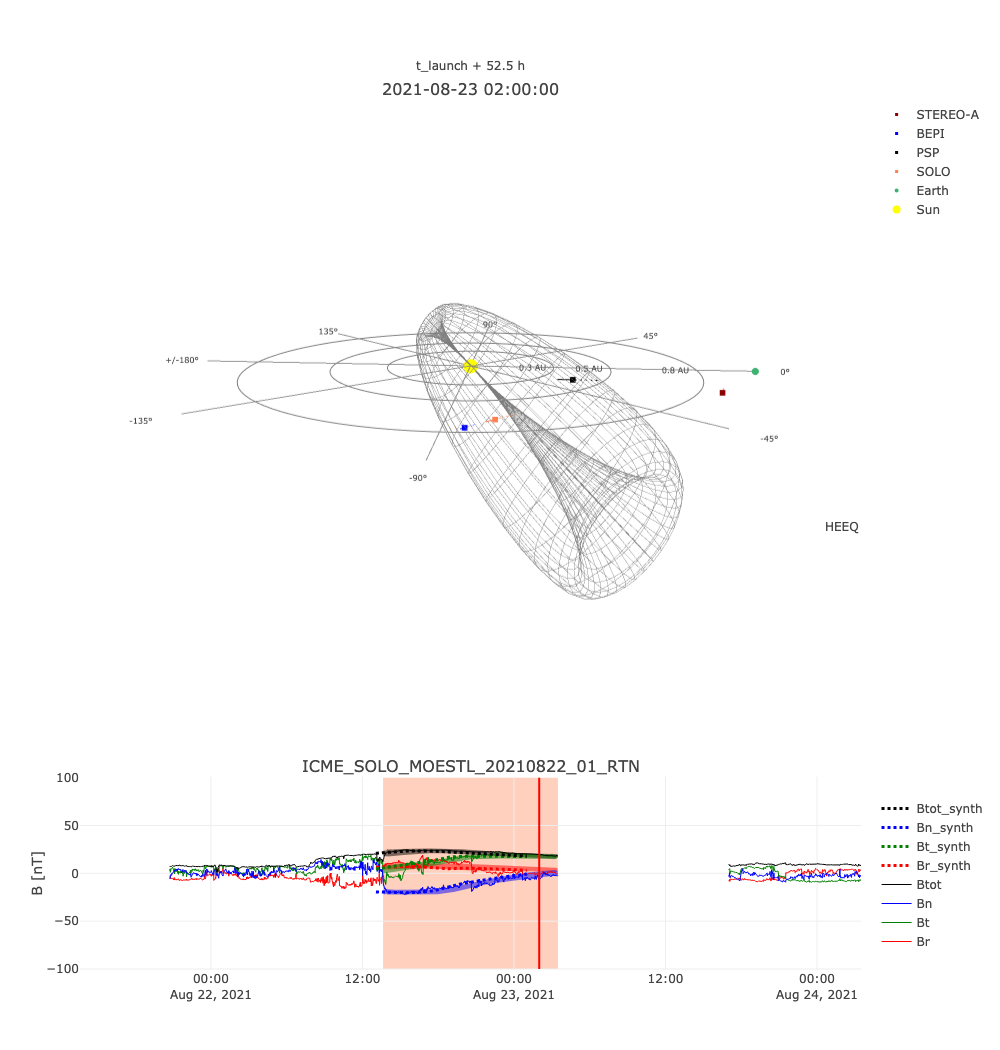 t_launch + 52.5 h
2021-08-23 02:00:00
STEREO-A
BEPI
PSP
SOLO
Earth
Sun
90°
135°
45°
+/-180°
0.3 AU
0.5 AU
0.8 AU
0°
-135°
-45°
-90°
HEEQ
ICME_SOLO_MOESTL_20210822_01_RTN
B [nT]
100
50
0
−50
−100
00:00
Aug 22, 2021
12:00
00:00
Aug 23, 2021
12:00
00:00
Aug 24, 2021
Btot_synth
Bn_synth
Bt_synth
Br_synth
Btot
Bn
Bt
Br